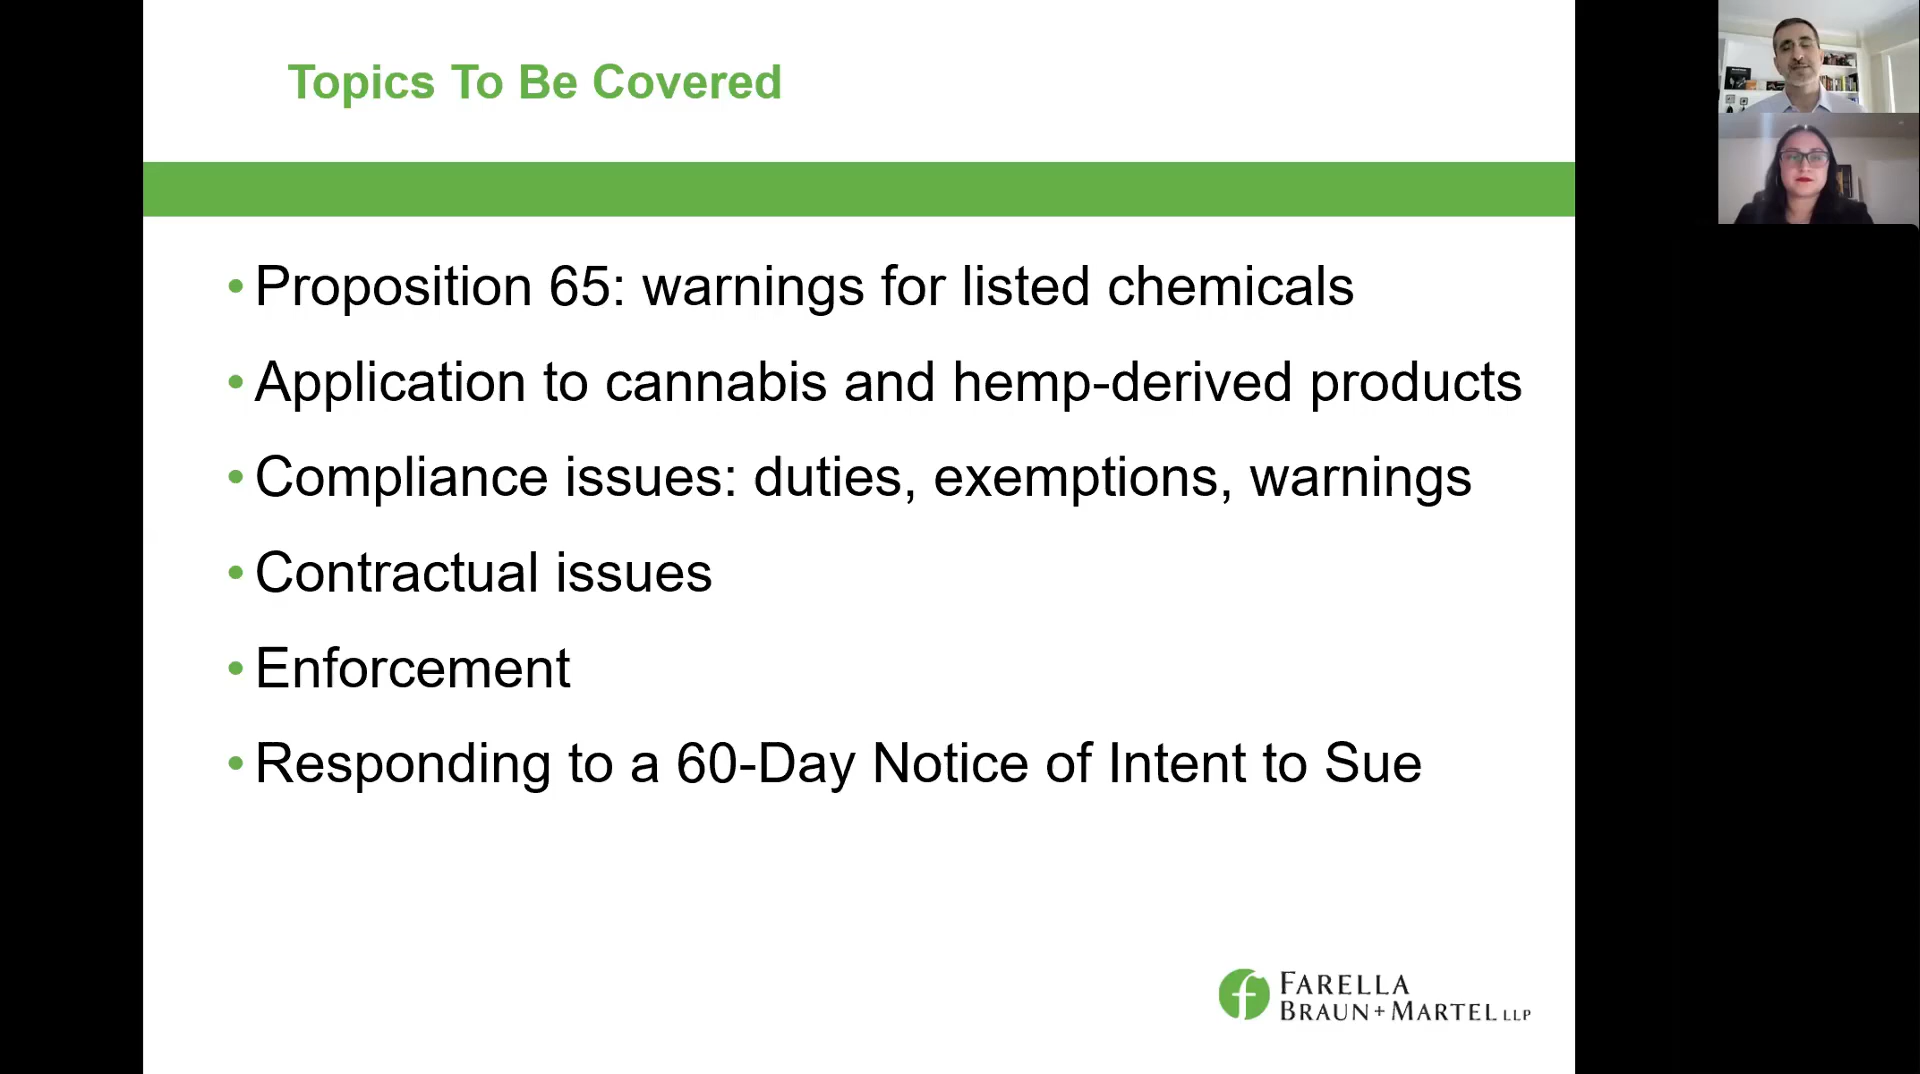 Topics To Be Covered
• Proposition 65: warnings for listed chemicals
• Application to cannabis and hemp-derived products
• Compliance issues: duties, exemptions, warnings
• Contractual issues
• Enforcement
• Responding to a 60-Day Notice of Intent to Sue
f FARELLA
BRAUN+MARTEL LLP